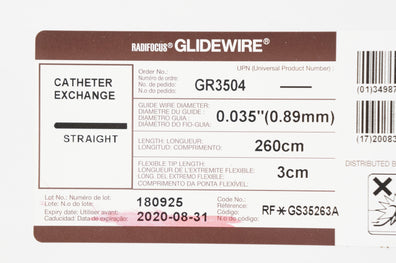 RADIFOCUS® GLIDEWIRE®
CATHETER
EXCHANGE
STRAIGHT
Order No.:
Numéro de ordre:
No de pedido:
N.o do pedido:
GR3504
UPN (Universal Product Number) :
—
GUIDE WIRE DIAMETER:
DIAMETRE DU GUIDE:
DIAMETRO GUIA:
DIAMETRO DO FIO-GUIA:
0.035"(0.89mm)
LENGTH: LONGUEUR:
LONGITUD: COMPRIMENTO:
260cm
FLEXIBLE TIP LENGTH:
LONGUEUR DE L'EXTREMITE FLEXIBLE:
LONG. DEL EXTREMO FLEXIBLE:
COMPRIMENTO DA PONTA FLEXÍVEL:
3cm
Lot No.: Numéro de lot:
Lote: N.o do lote:
180925
Expiry date: Utiliser avant:
Caducidad: Data de expiração:
2020-08-31
Code No.:
Référence:
Código:
Código:
RF*GS35263A
(01)34987
(17)20083
DISTRIBUTED B